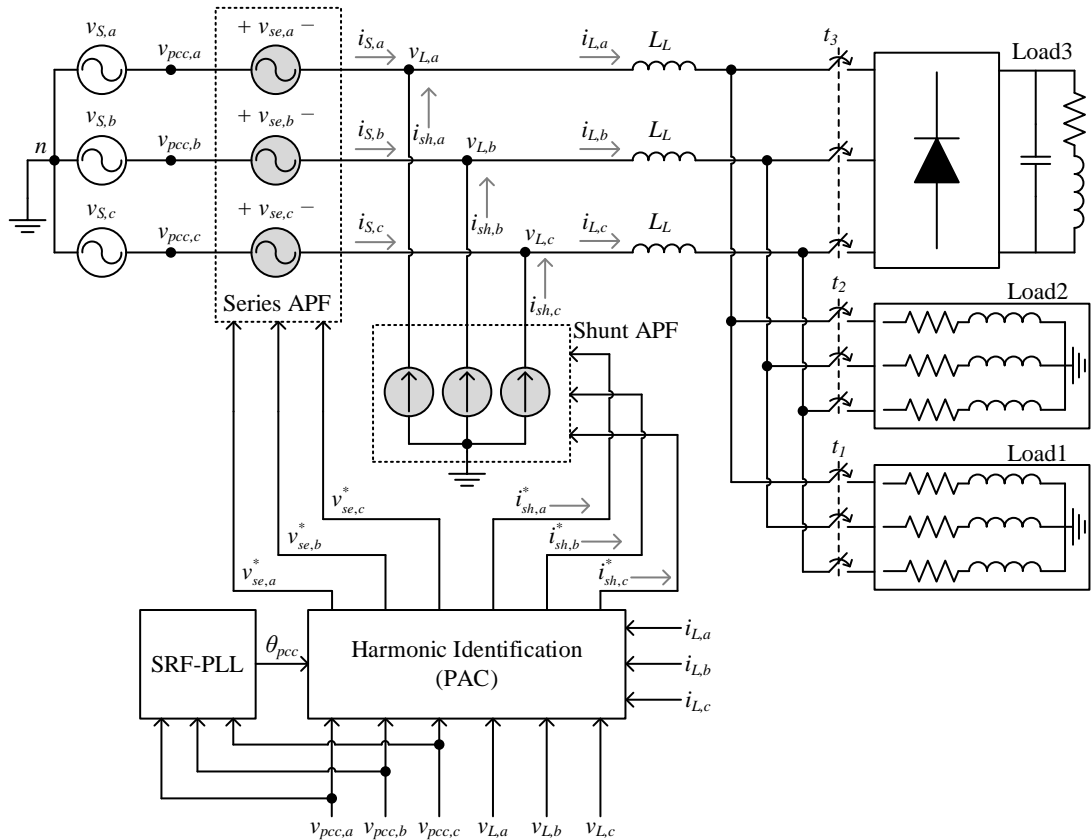 v_{S,a}
v_{pcc,a}
+ v_{se,a} −
i_{S,a}
v_{L,a}
i_{L,a}
L_L
t_3
Load3
i_{sh,a}
v_{S,b}
n
v_{pcc,b}
+ v_{se,b} −
i_{S,b}
v_{L,b}
i_{L,b}
L_L
i_{sh,b}
v_{S,c}
v_{pcc,c}
+ v_{se,c} −
i_{S,c}
v_{L,c}
i_{L,c}
L_L
i_{sh,c}
Series APF
Shunt APF
t_2
Load2
t_1
Load1
v^*_{se,c}
v^*_{se,b}
v^*_{se,a}
i^*_{sh,a}
i^*_{sh,b}
i^*_{sh,c}
SRF-PLL
θ_{pcc}
Harmonic Identification
(PAC)
i_{L,a}
i_{L,b}
i_{L,c}
v_{pcc,a} v_{pcc,b} v_{pcc,c} v_{L,a} v_{L,b} v_{L,c}